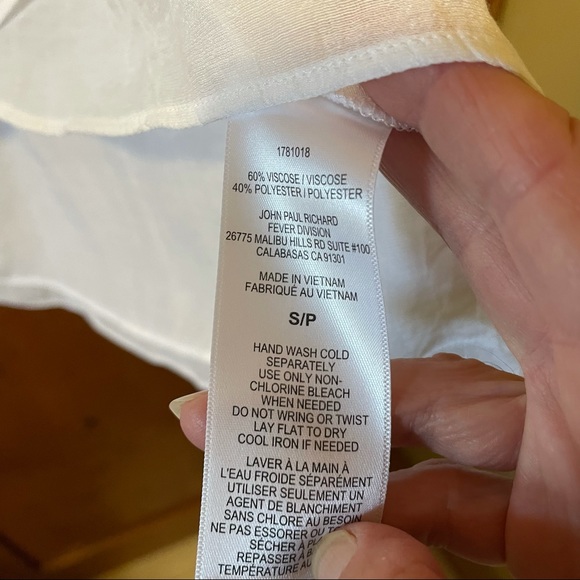 1781018
60% VISCOSE / VISCOSE
40% POLYESTER / POLYESTER
JOHN PAUL RICHARD
FEVER DIVISION
26775 MALIBU HILLS RD SUITE #100
CALABASAS CA 91301
MADE IN VIETNAM
FABRIQUÉ AU VIETNAM
S/P
HAND WASH COLD
SEPARATELY
USE ONLY NON-
CHLORINE BLEACH
WHEN NEEDED
DO NOT WRING OR TWIST
LAY FLAT TO DRY
COOL IRON IF NEEDED
LAVER À LA MAIN À
L'EAU FROIDE SÉPARÉMENT
UTILISER SEULEMENT UN
AGENT DE BLANCHIMENT
SANS CHLORE AU BESOIN
NE PAS ESSORER OU
SÉCHER À
REPASSER À
TEMPÉRATURE